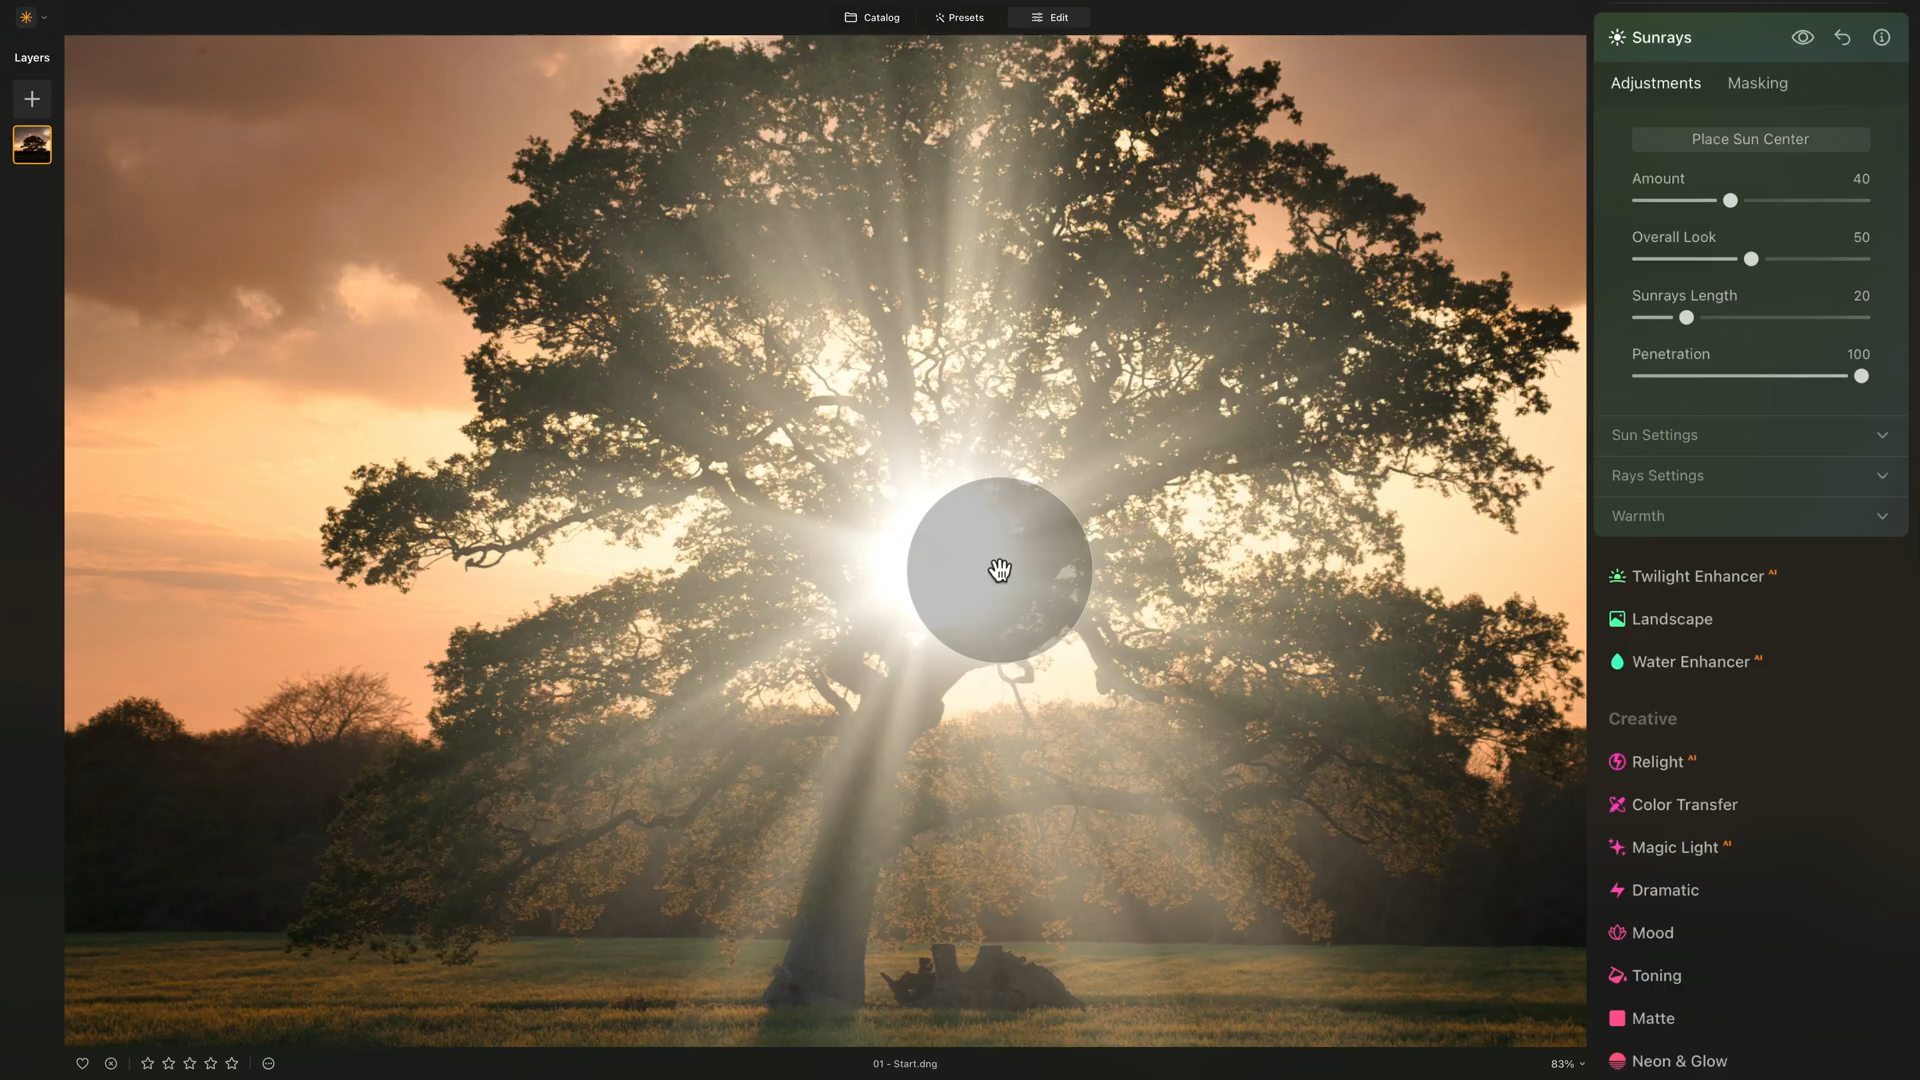 Catalog
Presets
Edit
Layers
Sunrays
Adjustments
Masking
Place Sun Center
Amount 40
Overall Look 50
Sunrays Length 20
Penetration 100
Sun Settings
Rays Settings
Warmth
Twilight Enhancer AI
Landscape
Water Enhancer AI
Creative
Relight AI
Color Transfer
Magic Light AI
Dramatic
Mood
Toning
Matte
Neon & Glow
01 - Start.dng
83%